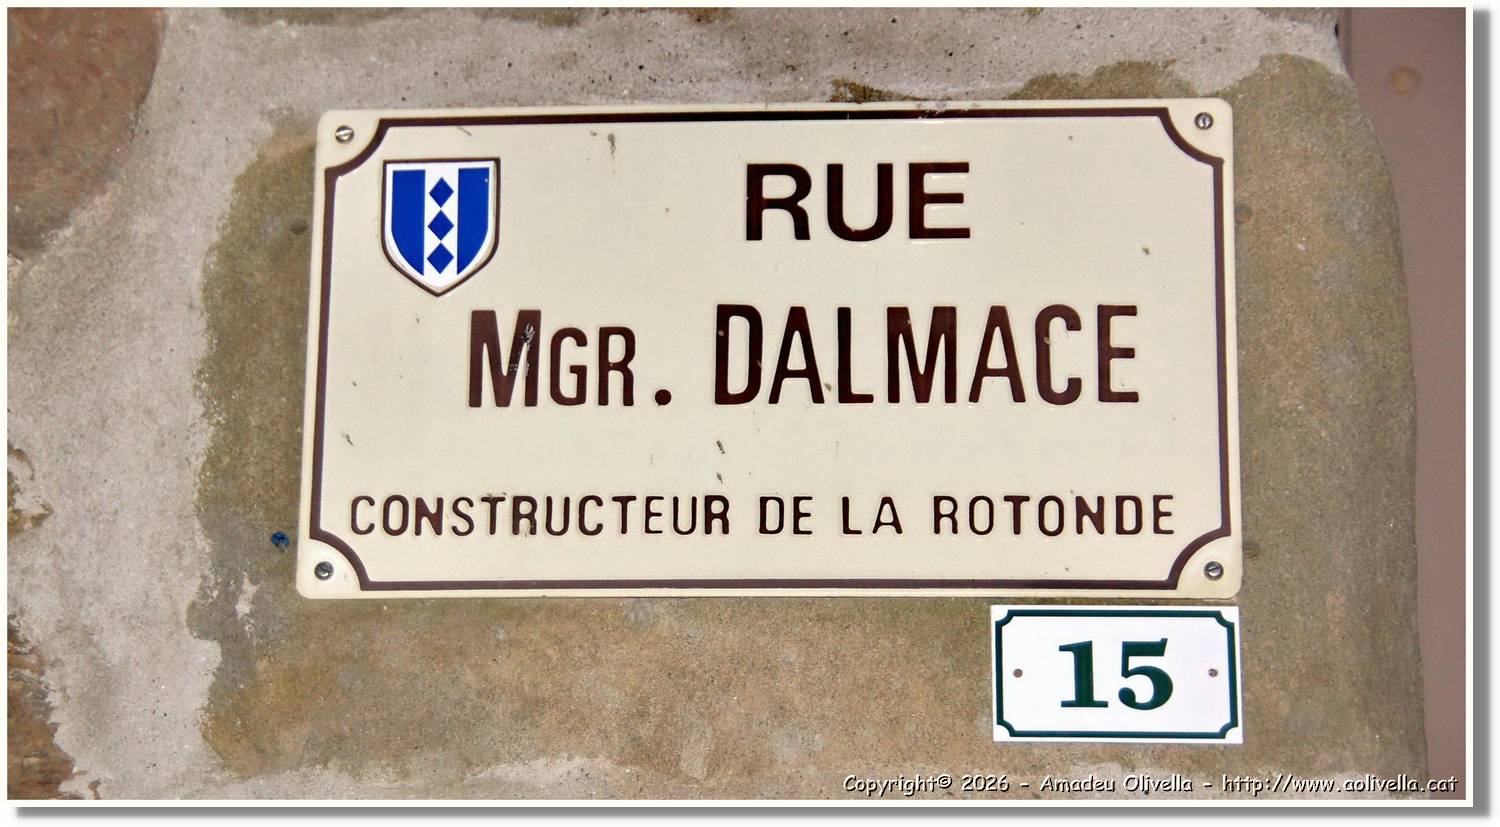 RUE
MGR. DALMACE
CONSTRUCTEUR DE LA ROTONDE
15
Copyright© 2026 - Amadeu Olivella - http://www.aolivella.cat